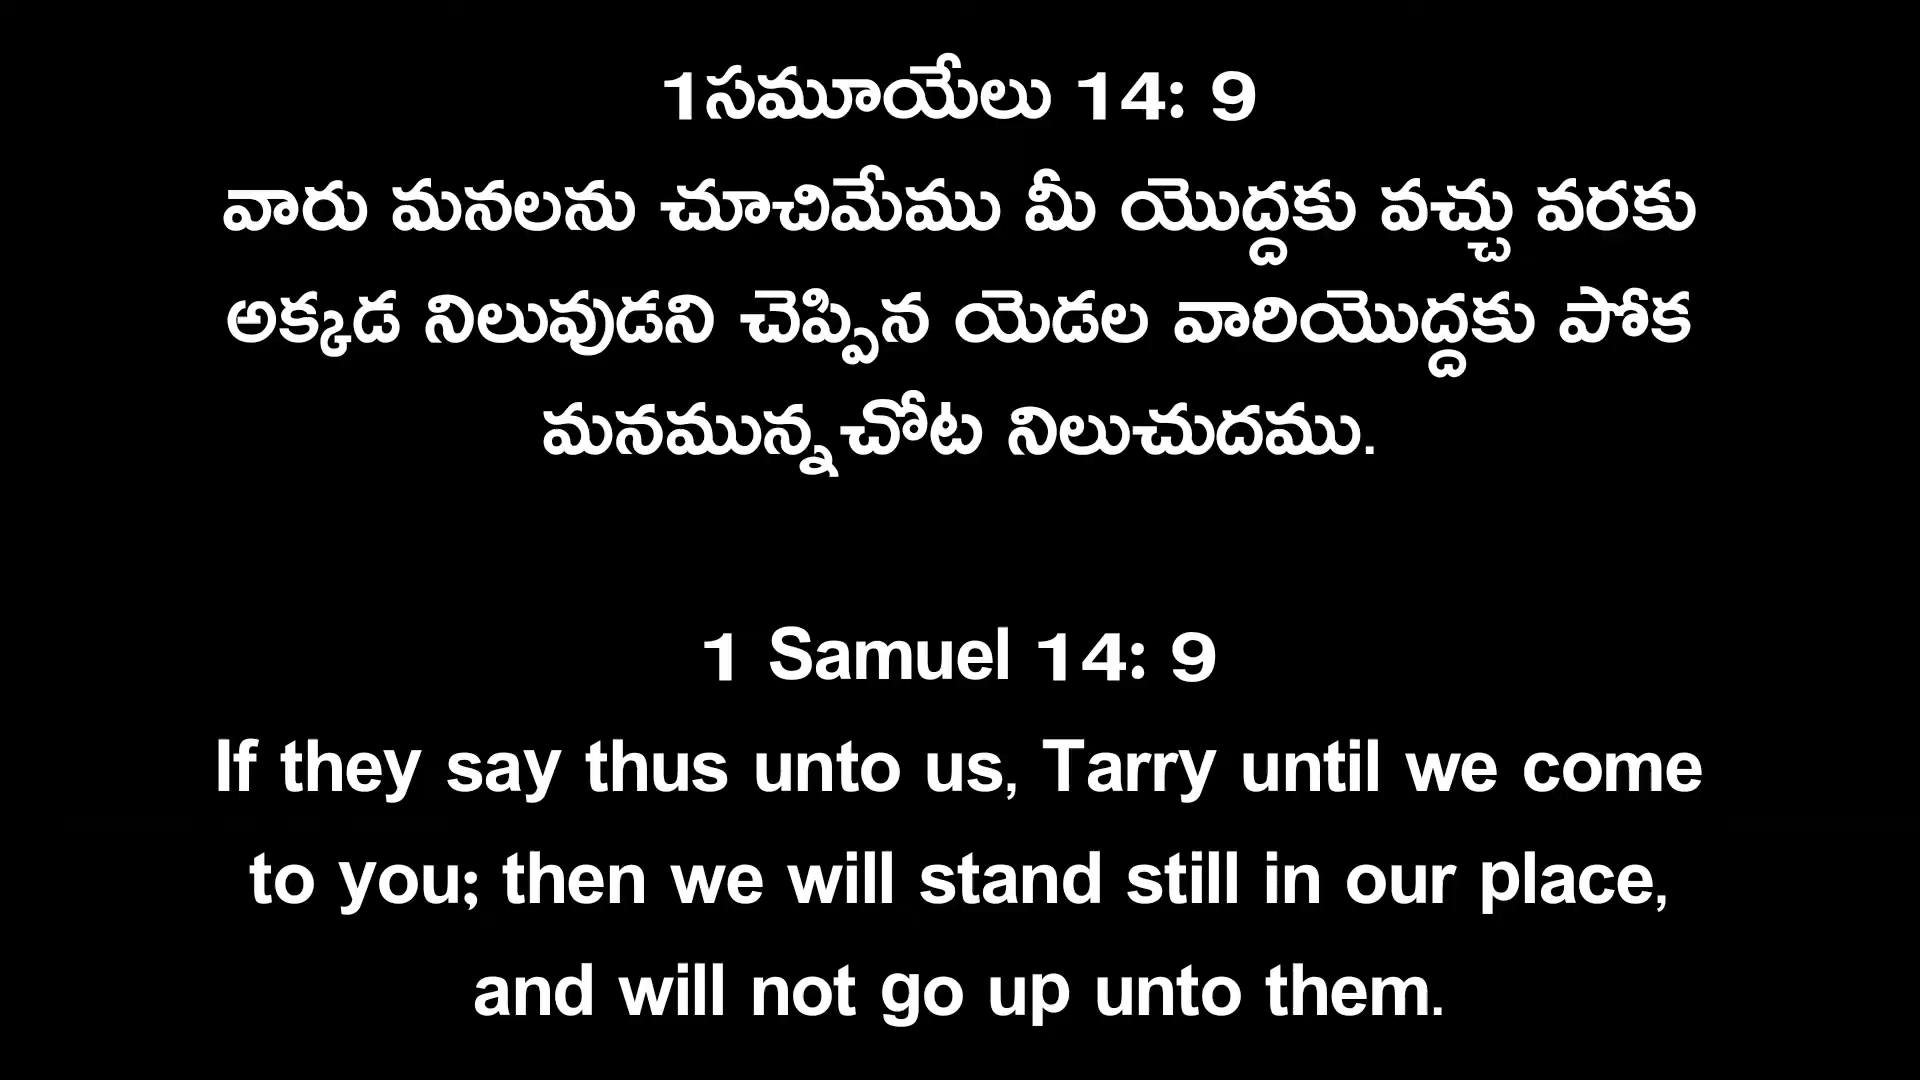 1సమూయేలు 14: 9
వారు మనలను చూచిమేము మీ యొద్దకు వచ్చు వరకు
అక్కడ నిలువుడని చెప్పిన యెడల వారియొద్దకు పోక
మనమున్నచోట నిలుచుదము.
1 Samuel 14: 9
If they say thus unto us, Tarry until we come
to you; then we will stand still in our place,
and will not go up unto them.